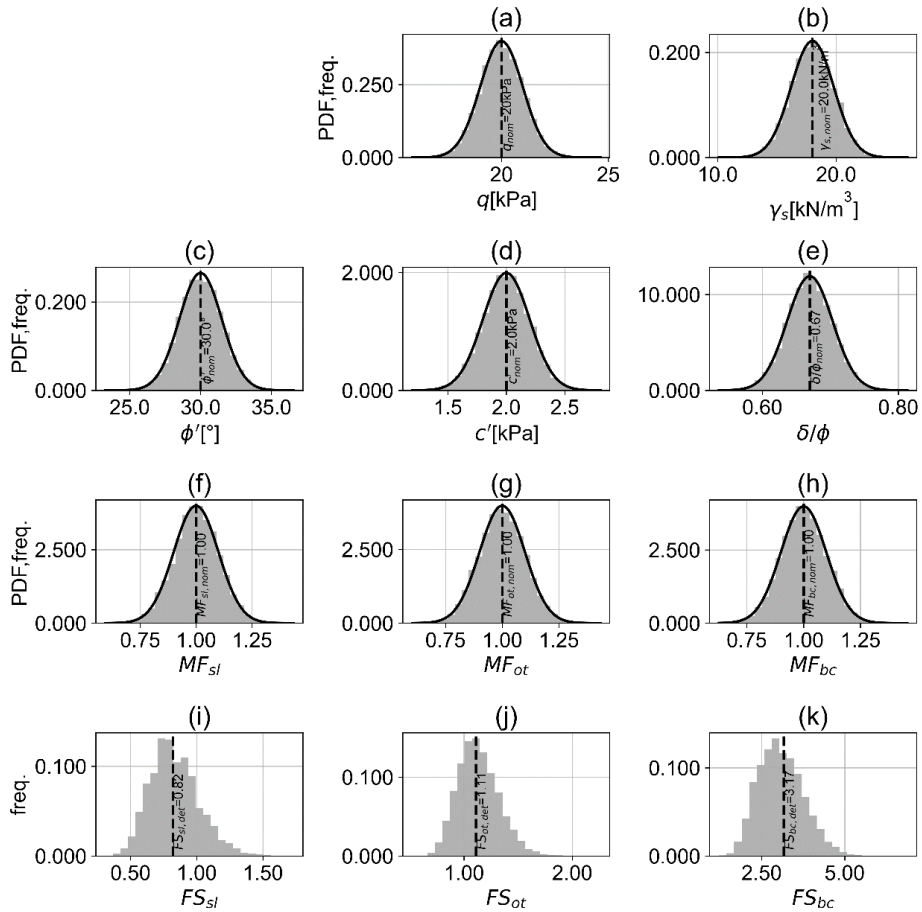 (a)
(b)
PDF,freq.
0.250
0.000
q_nom=20kPa
20
25
q[kPa]
0.200
0.000
γ_s,nom=20.0kN/m³
10.0
20.0
γ_s[kN/m³]
(c)
(d)
(e)
PDF,freq.
0.200
0.000
ϕ_nom=30.0°
25.0
30.0
35.0
ϕ'[°]
2.000
0.000
c'_nom=2.0kPa
1.5
2.0
2.5
c'[kPa]
10.000
0.000
δ/ϕ_nom=0.67
0.60
0.80
δ/ϕ
(f)
(g)
(h)
PDF,freq.
2.500
0.000
MF_sl,nom=1.00
0.75
1.00
1.25
MF_sl
2.500
0.000
MF_ot,nom=1.00
0.75
1.00
1.25
MF_ot
2.500
0.000
MF_bc,nom=1.00
0.75
1.00
1.25
MF_bc
(i)
(j)
(k)
freq.
0.100
0.000
FS_sl,det=0.82
0.50
1.00
1.50
FS_sl
0.100
0.000
FS_ot,det=1.11
1.00
2.00
FS_ot
0.100
0.000
FS_bc,det=3.17
2.50
5.00
FS_bc